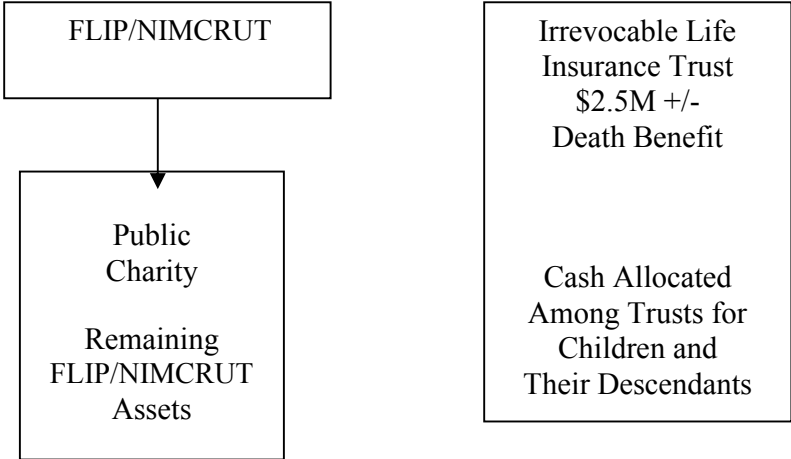 FLIP/NIMCRUT
Public
Charity
Remaining
FLIP/NIMCRUT
Assets
Irrevocable Life
Insurance Trust
$2.5M +/-
Death Benefit
Cash Allocated
Among Trusts for
Children and
Their Descendants